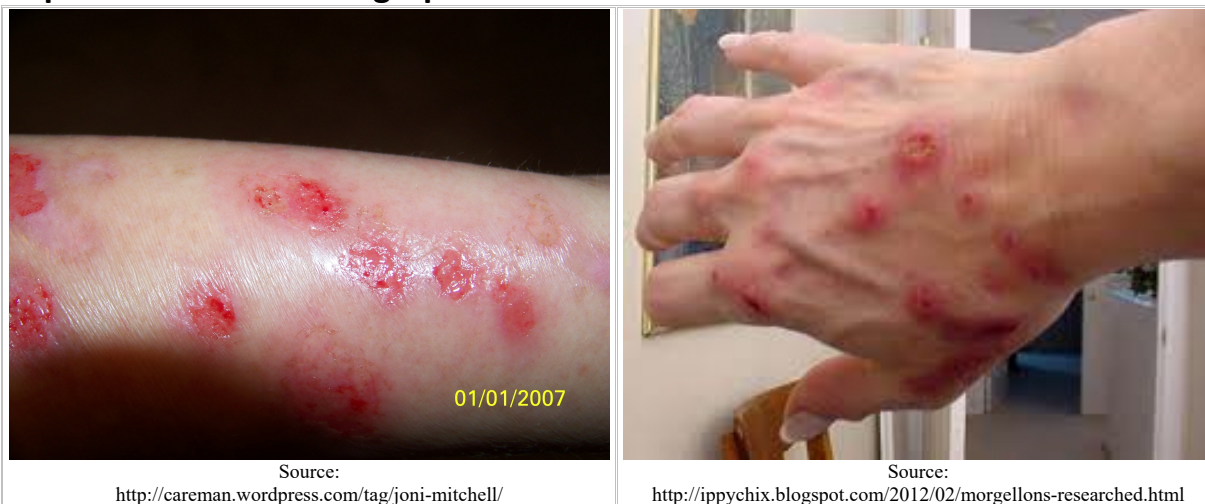 01/01/2007
Source:
http://careman.wordpress.com/tag/joni-mitchell/
Source:
http://ippychix.blogspot.com/2012/02/morgellons-researched.html